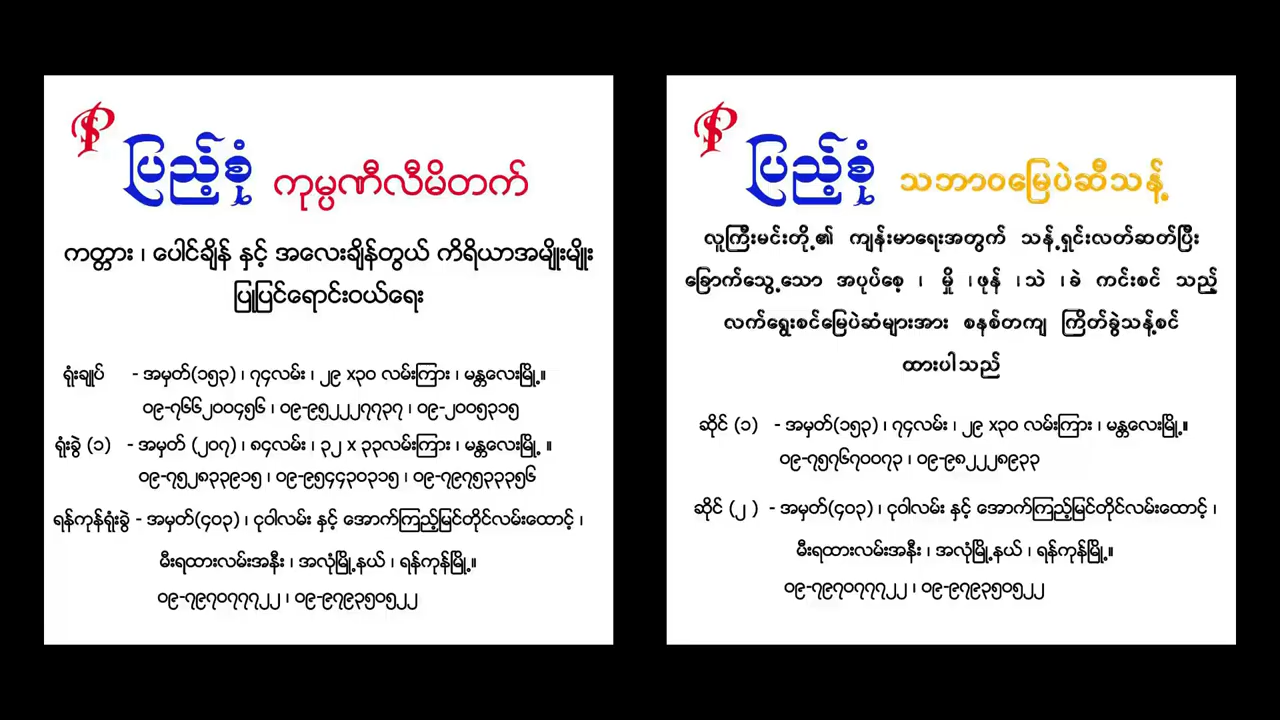 ပြည့်စုံ ကုမ္ပဏီလီမိတက်
ကတ္တား ၊ ပေါင်ချိန် နှင့် အလေးချိန်တွယ် ကိရိယာအမျိုးမျိုး
ပြုပြင်ရောင်းဝယ်ရေး
ရုံးချုပ် - အမှတ်(၁၅၃) ၊ ၇၄လမ်း ၊ ၂၉ x၃၀ လမ်းကြား ၊ မန္တလေးမြို့။
၀၉-၇၆၆၂၀၀၄၅၆ ၊ ၀၉-၉၅၂၂၂၇၇၃၇ ၊ ၀၉-၂၀၀၅၃၁၅
ရုံးခွဲ (၁) - အမှတ် (၂၀၇) ၊ ၈၄လမ်း ၊ ၃၂ x ၃၃လမ်းကြား ၊ မန္တလေးမြို့ ။
၀၉-၇၅၂၈၃၃၉၁၅ ၊ ၀၉-၉၅၄၄၃၀၃၁၅ ၊ ၀၉-၇၉၇၅၃၃၃၅၆
ရန်ကုန်ရုံးခွဲ - အမှတ်(၄၀၃) ၊ ငုဝါလမ်း နှင့် အောက်ကြည့်မြင်တိုင်လမ်းထောင့် ၊
မီးရထားလမ်းအနီး ၊ အလုံမြို့နယ် ၊ ရန်ကုန်မြို့။
၀၉-၇၉၇၀၇၇၇၂၂ ၊ ၀၉-၉၇၉၃၅၀၅၂၂
ပြည့်စုံ သဘာဝမြေပဲဆီသန့်
လူကြီးမင်းတို့၏ ကျန်းမာရေးအတွက် သန့်ရှင်းလတ်ဆတ်ပြီး
ခြောက်သွေ့သော အပုပ်စေ့ ၊ မှို ၊ဖုန် ၊သဲ ၊ခဲ ကင်းစင် သည့်
လက်ရွေးစင်မြေပဲဆံများအား စနစ်တကျ ကြိတ်ခွဲသန့်စင်
ထားပါသည်
ဆိုင် (၁) - အမှတ်(၁၅၃) ၊ ၇၄လမ်း ၊ ၂၉ x၃၀ လမ်းကြား ၊ မန္တလေးမြို့။
၀၉-၇၅၇၆၇၀၀၇၃ ၊ ၀၉-၉၈၂၂၂၈၉၃၃
ဆိုင် (၂ ) - အမှတ်(၄၀၃) ၊ ငုဝါလမ်း နှင့် အောက်ကြည့်မြင်တိုင်လမ်းထောင့် ၊
မီးရထားလမ်းအနီး ၊ အလုံမြို့နယ် ၊ ရန်ကုန်မြို့။
၀၉-၇၉၇၀၇၇၇၂၂ ၊ ၀၉-၉၇၉၃၅၀၅၂၂